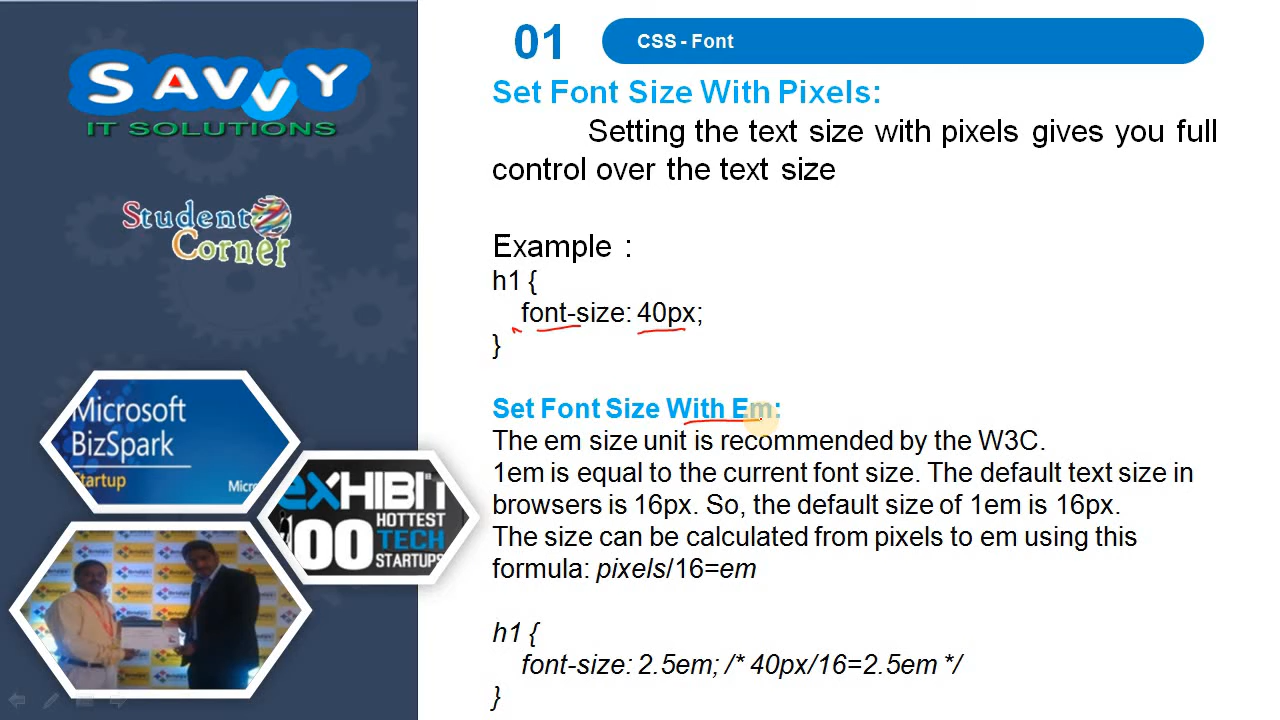 01
CSS - Font
SAVVY
IT SOLUTIONS
Student
Corner
Set Font Size With Pixels:
Setting the text size with pixels gives you full
control over the text size
Example :
h1 {
font-size: 40px;
}
Set Font Size With Em:
The em size unit is recommended by the W3C.
1em is equal to the current font size. The default text size in
browsers is 16px. So, the default size of 1em is 16px.
The size can be calculated from pixels to em using this
formula: pixels/16=em
h1 {
font-size: 2.5em; /* 40px/16=2.5em */
}
Microsoft
BizSpark
Startup
Micros
eXHIBIT
100
HOTTEST
TECH
STARTUPS